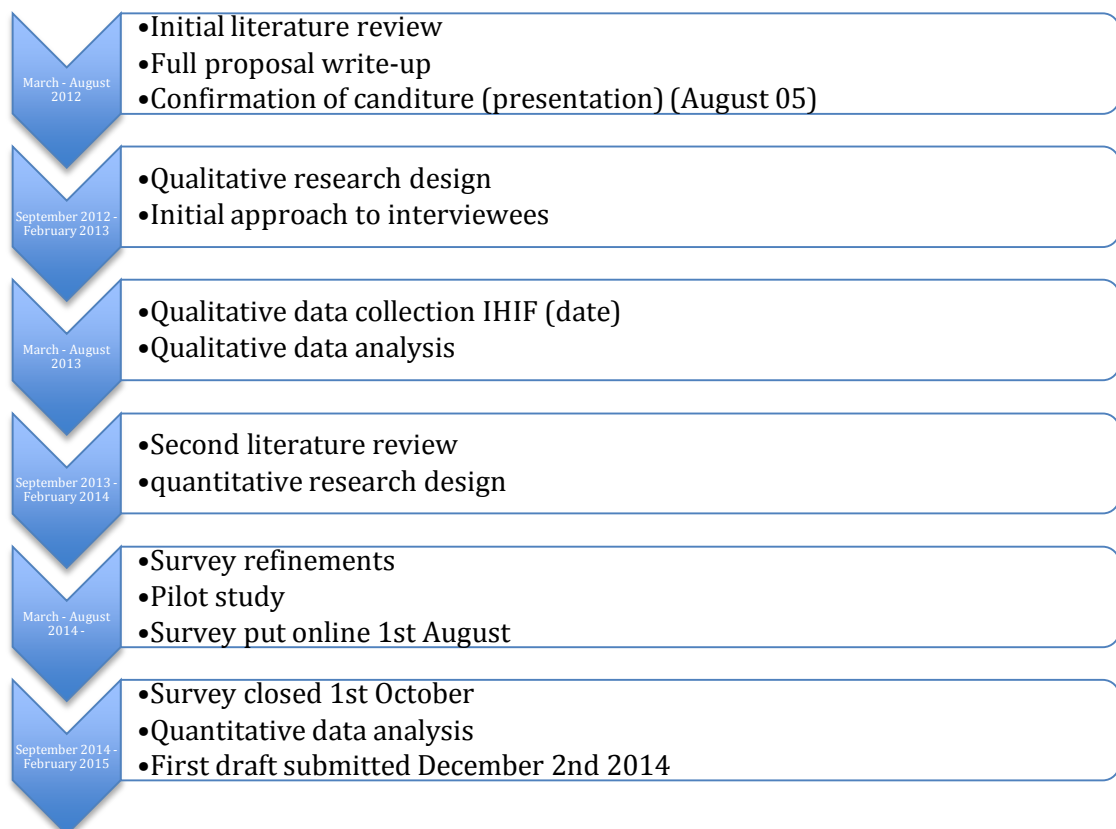 March - August
2012
•Initial literature review
•Full proposal write-up
•Confirmation of canditure (presentation) (August 05)
September 2012 -
February 2013
•Qualitative research design
•Initial approach to interviewees
March - August
2013
•Qualitative data collection IHIF (date)
•Qualitative data analysis
September 2013 -
February 2014
•Second literature review
•quantitative research design
March - August
2014 -
•Survey refinements
•Pilot study
•Survey put online 1st August
September 2014 -
February 2015
•Survey closed 1st October
•Quantitative data analysis
•First draft submitted December 2nd 2014